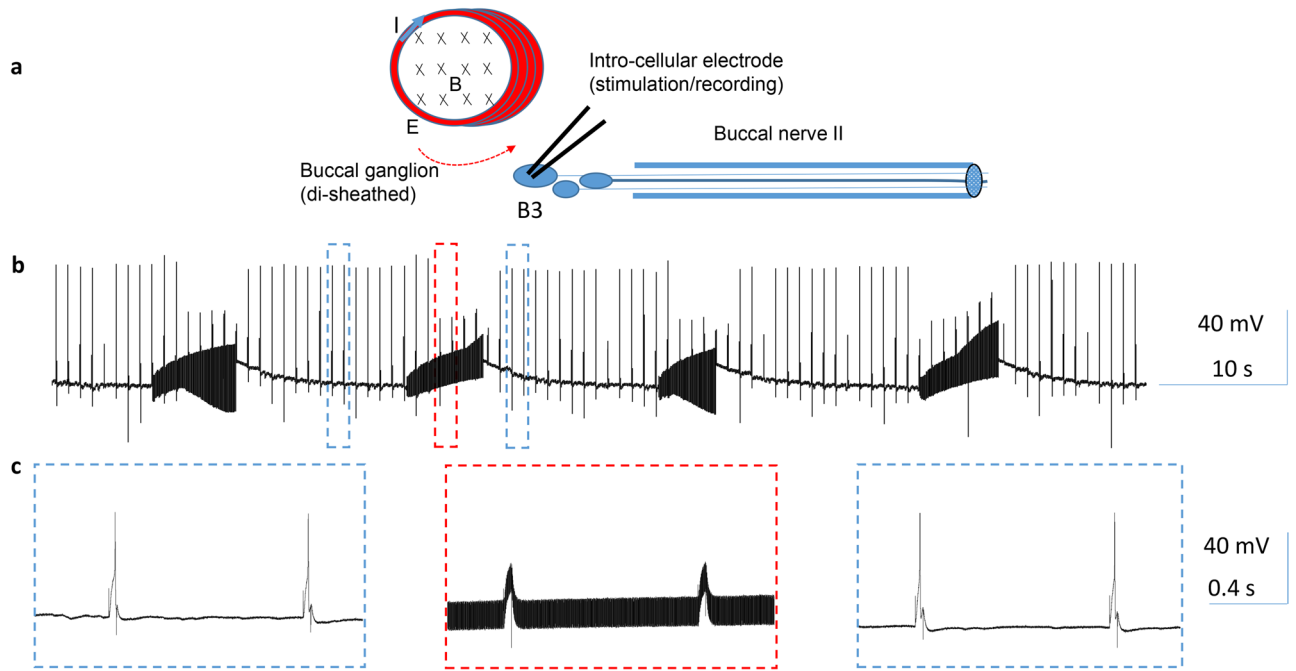 a
I
B
E
Intro-cellular electrode
(stimulation/recording)
Buccal nerve II
Buccal ganglion
(di-sheathed)
B3
b
40 mV
10 s
c
40 mV
0.4 s